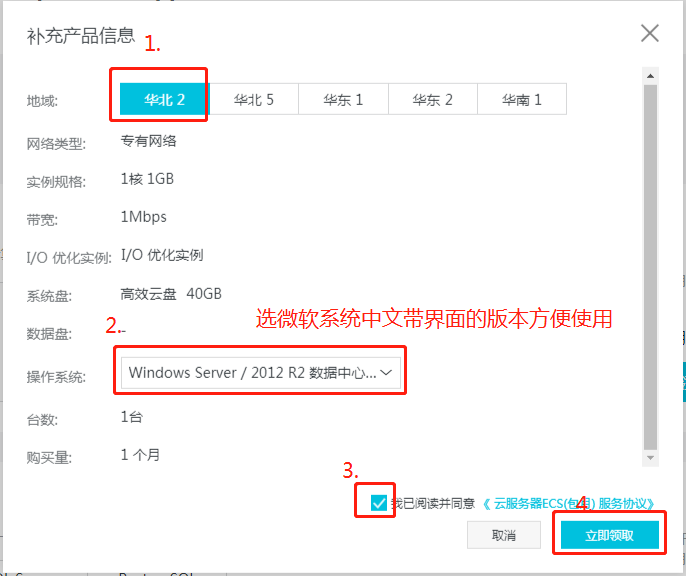 补充产品信息
1.
地域: 华北 2 华北 5 华东 1 华东 2 华南 1
网络类型: 专有网络
实例规格: 1核 1GB
带宽: 1Mbps
I/O 优化实例: I/O 优化实例
系统盘: 高效云盘 40GB
选微软系统中文带界面的版本方便使用
数据盘: -
2.
操作系统: Windows Server / 2012 R2 数据中心...
台数: 1台
购买量: 1 个月
3.
我已阅读并同意 《 云服务器ECS(包月) 服务协议》
4.
取消 立即领取